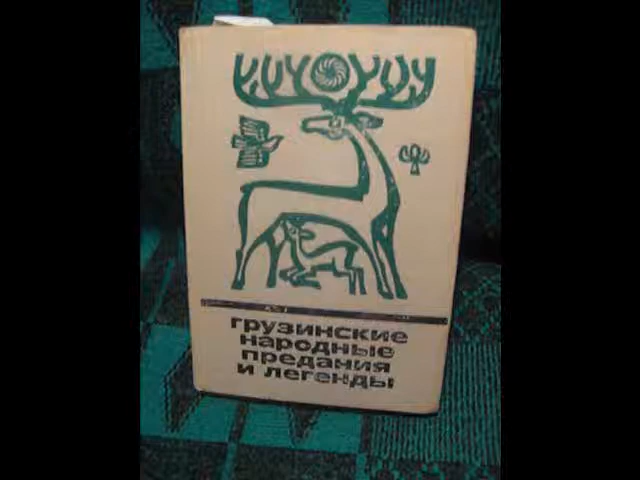 грузинские
народные
предания
и легенды